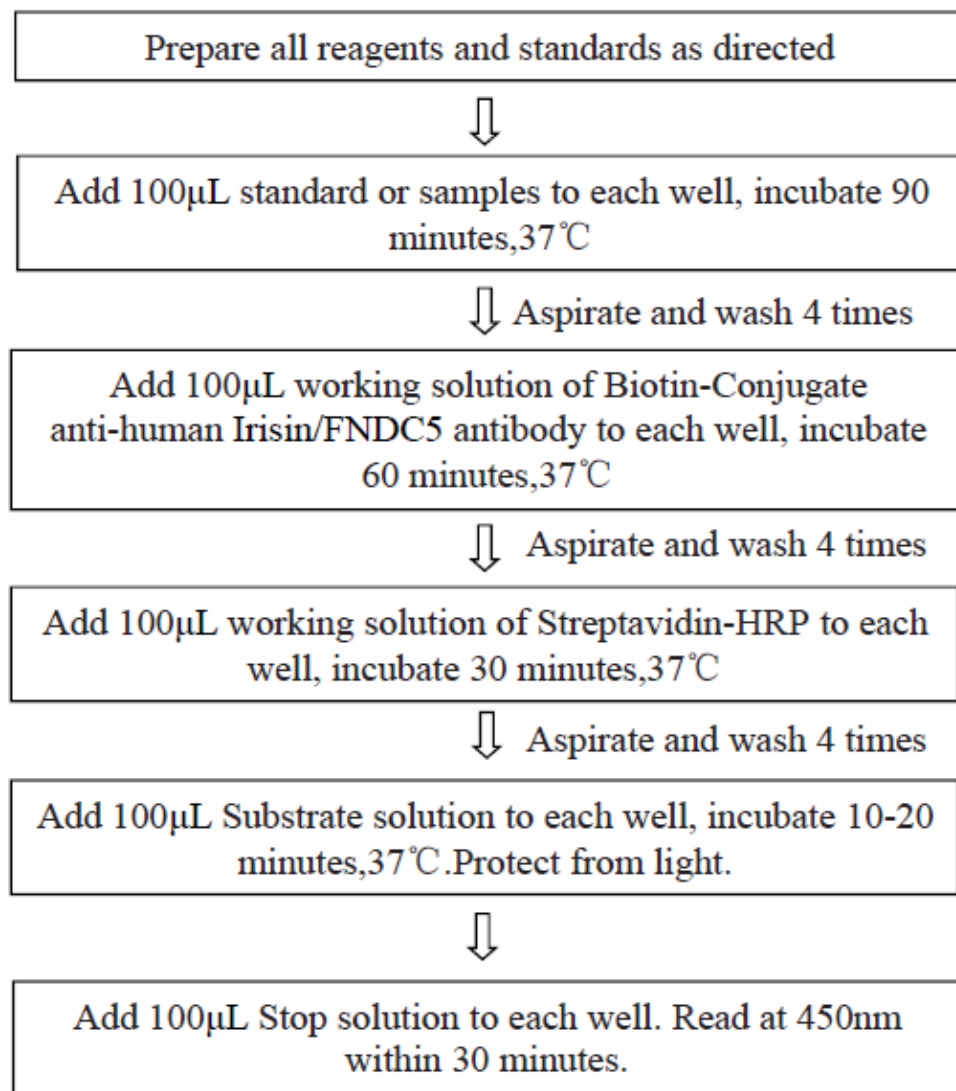 Prepare all reagents and standards as directed
Add 100μL standard or samples to each well, incubate 90
minutes,37℃
Aspirate and wash 4 times
Add 100μL working solution of Biotin-Conjugate
anti-human Irisin/FNDC5 antibody to each well, incubate
60 minutes,37℃
Aspirate and wash 4 times
Add 100μL working solution of Streptavidin-HRP to each
well, incubate 30 minutes,37℃
Aspirate and wash 4 times
Add 100μL Substrate solution to each well, incubate 10-20
minutes,37℃.Protect from light.
Add 100μL Stop solution to each well. Read at 450nm
within 30 minutes.